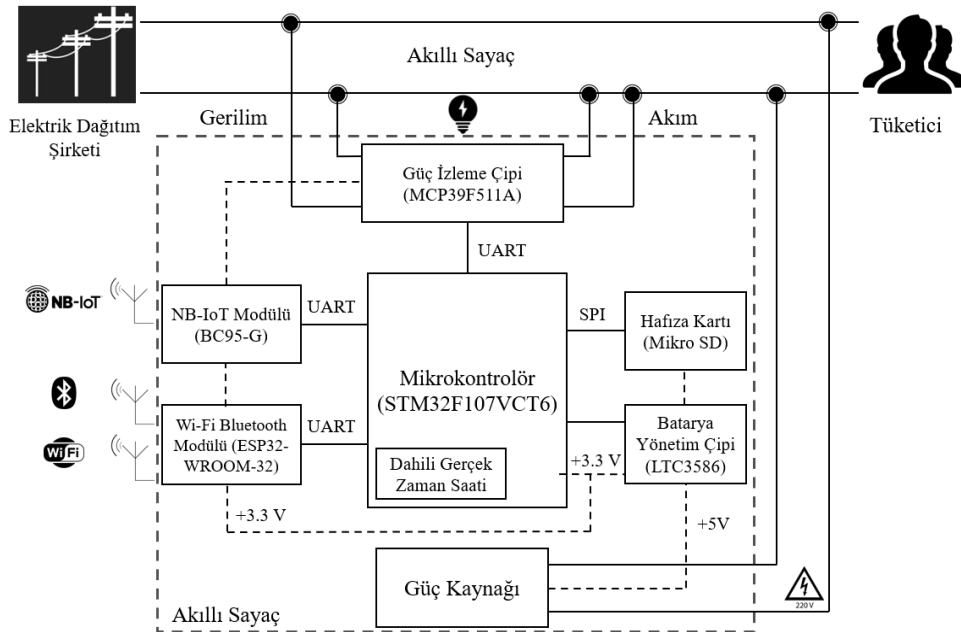 Akıllı Sayaç
Elektrik Dağıtım
Şirketi
Gerilim
Akım
Tüketici
Güç İzleme Çipi
(MCP39F511A)
UART
NB-IoT
NB-IoT Modülü
(BC95-G)
UART
SPI
Hafıza Kartı
(Mikro SD)
Mikrokontrolör
(STM32F107VCT6)
Wi-Fi Bluetooth
Modülü (ESP32-
WROOM-32)
UART
Batarya
Yönetim Çipi
(LTC3586)
WiFi
Dahili Gerçek
Zaman Saati
+3.3 V
+3.3 V
+5V
Güç Kaynağı
220 V
Akıllı Sayaç